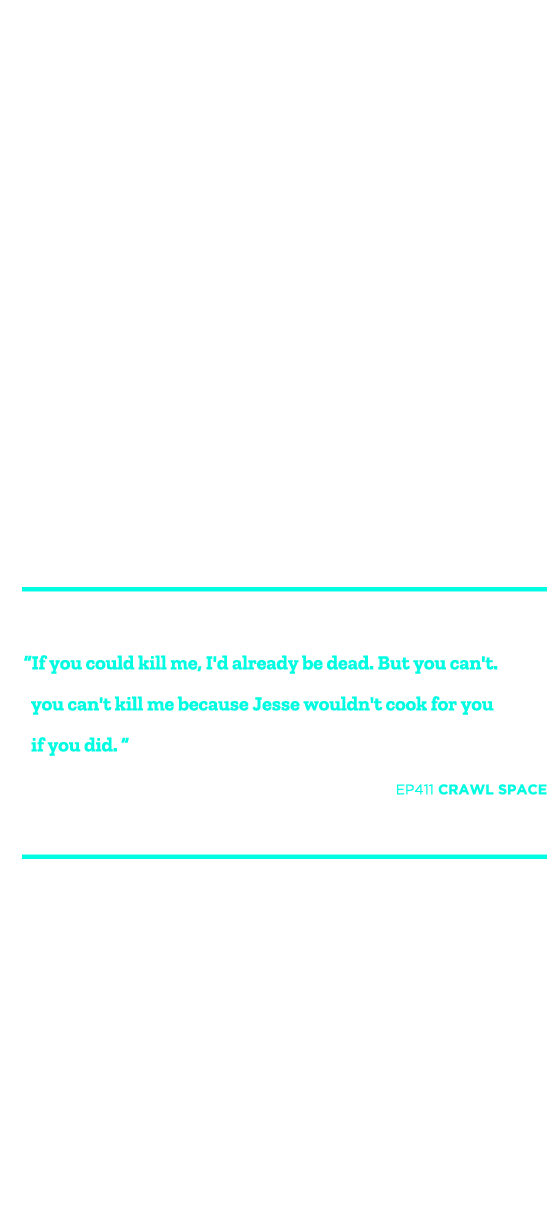 "If you could kill me, I'd already be dead. But you can't.
you can't kill me because Jesse wouldn't cook for you
if you did. "
EP411 CRAWL SPACE